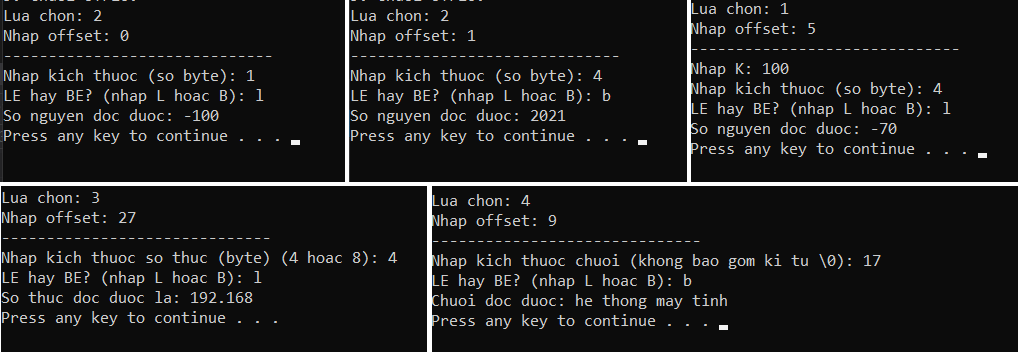 Lua chon: 2
Nhap offset: 0
------------------------------
Nhap kich thuoc (so byte): 1
LE hay BE? (nhap L hoac B): l
So nguyen doc duoc: -100
Press any key to continue . . .
Lua chon: 2
Nhap offset: 1
------------------------------
Nhap kich thuoc (so byte): 4
LE hay BE? (nhap L hoac B): b
So nguyen doc duoc: 2021
Press any key to continue . . .
Lua chon: 1
Nhap offset: 5
------------------------------
Nhap K: 100
Nhap kich thuoc (so byte): 4
LE hay BE? (nhap L hoac B): l
So nguyen doc duoc: -70
Press any key to continue . . .
Lua chon: 3
Nhap offset: 27
------------------------------
Nhap kich thuoc so thuc (byte) (4 hoac 8): 4
LE hay BE? (nhap L hoac B): l
So thuc doc duoc la: 192.168
Press any key to continue . . .
Lua chon: 4
Nhap offset: 9
------------------------------
Nhap kich thuoc chuoi (khong bao gom ki tu \0): 17
LE hay BE? (nhap L hoac B): b
Chuoi doc duoc: he thong may tinh
Press any key to continue . . .